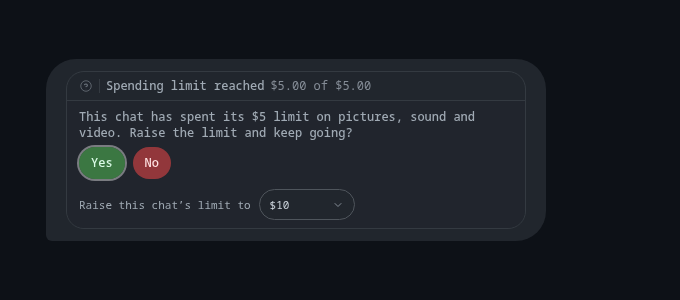 Spending limit reached $5.00 of $5.00
This chat has spent its $5 limit on pictures, sound and
video. Raise the limit and keep going?
Yes No
Raise this chat’s limit to $10